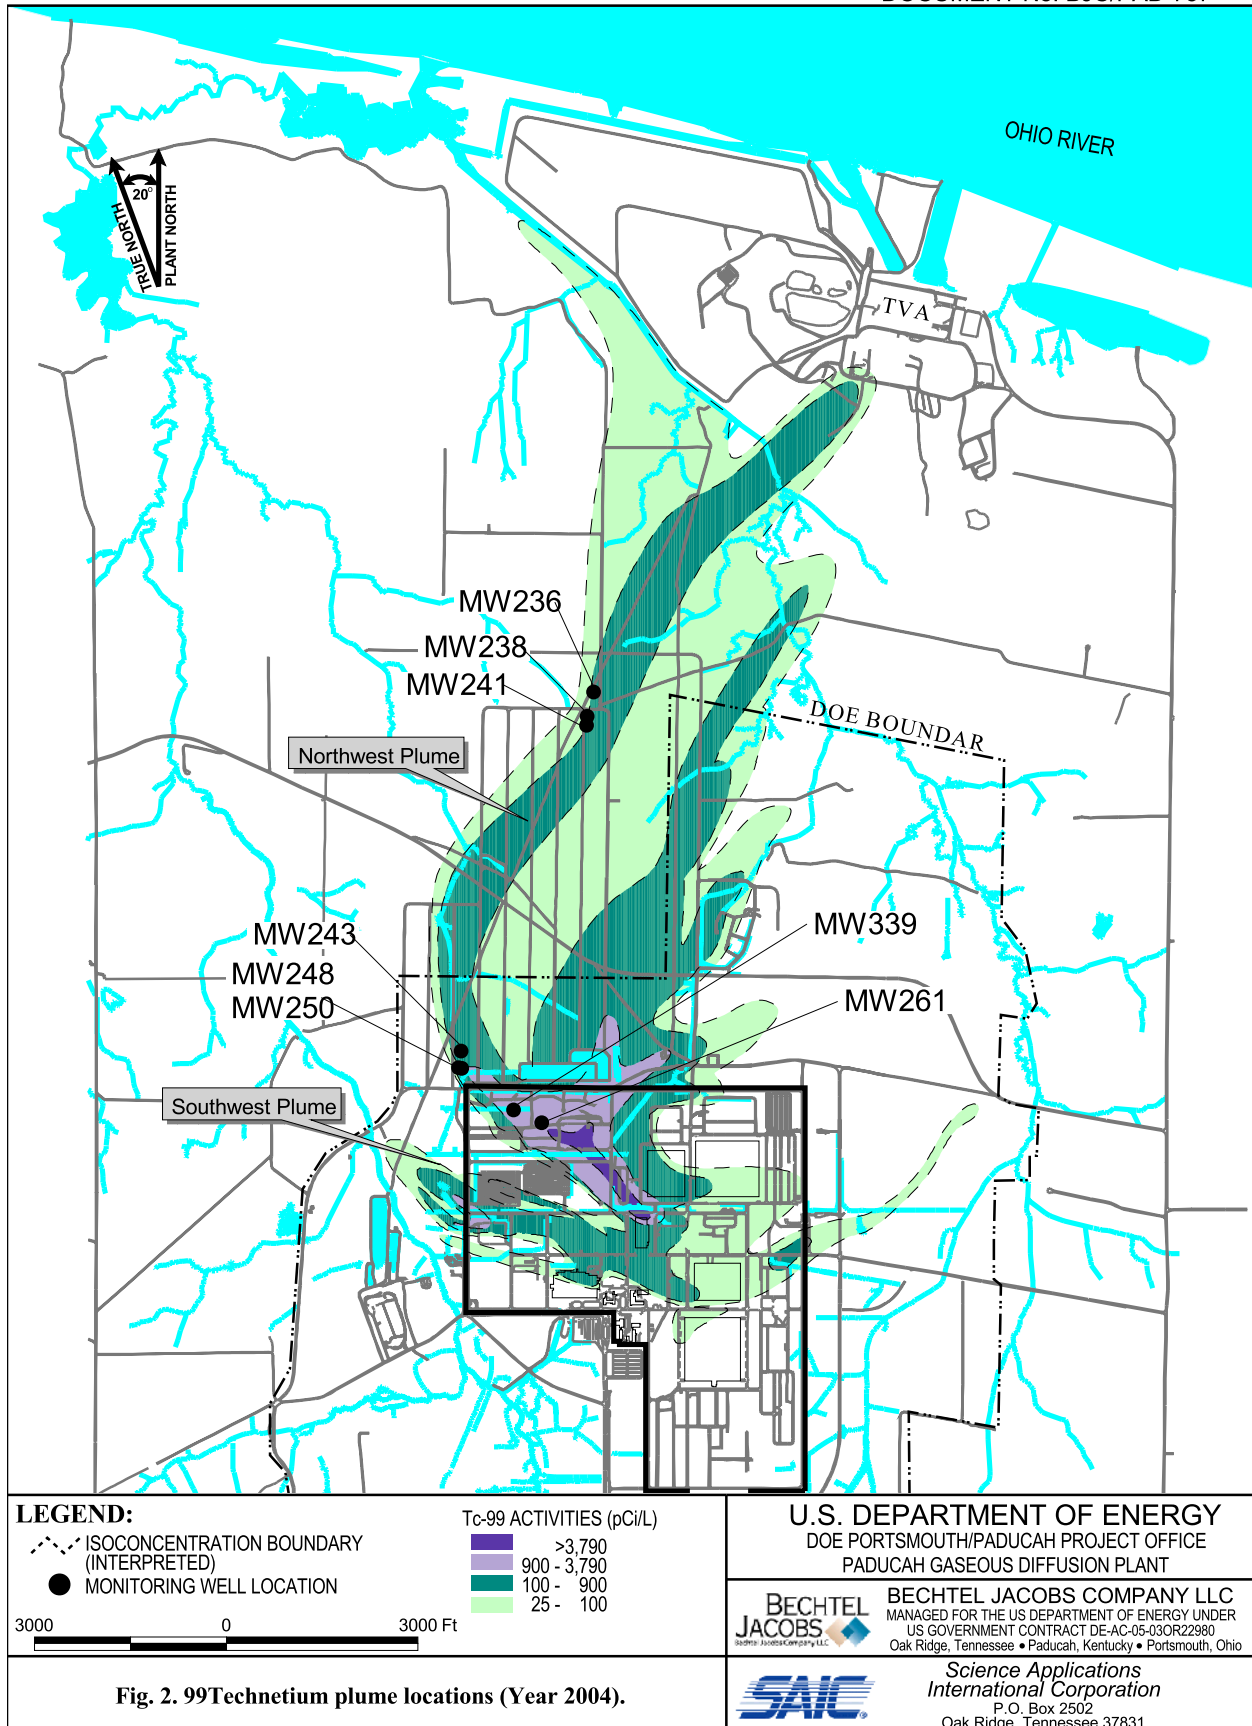 OHIO RIVER
20°
TRUE NORTH
PLANT NORTH
TVA
MW236
MW238
MW241
DOE BOUNDAR
Northwest Plume
MW243
MW339
MW248
MW250
MW261
Southwest Plume
LEGEND:
ISOCONCENTRATION BOUNDARY
(INTERPRETED)
MONITORING WELL LOCATION
3000 0 3000 Ft
Tc-99 ACTIVITIES (pCi/L)
>3,790
900 - 3,790
100 - 900
25 - 100
U.S. DEPARTMENT OF ENERGY
DOE PORTSMOUTH/PADUCAH PROJECT OFFICE
PADUCAH GASEOUS DIFFUSION PLANT
BECHTEL
JACOBS
Bechtel Jacobs Company LLC
BECHTEL JACOBS COMPANY LLC
MANAGED FOR THE US DEPARTMENT OF ENERGY UNDER
US GOVERNMENT CONTRACT DE-AC-05-03OR22980
Oak Ridge, Tennessee • Paducah, Kentucky • Portsmouth, Ohio
Fig. 2. 99Technetium plume locations (Year 2004).
SAIC
Science Applications
International Corporation
P.O. Box 2502
Oak Ridge, Tennessee 37831